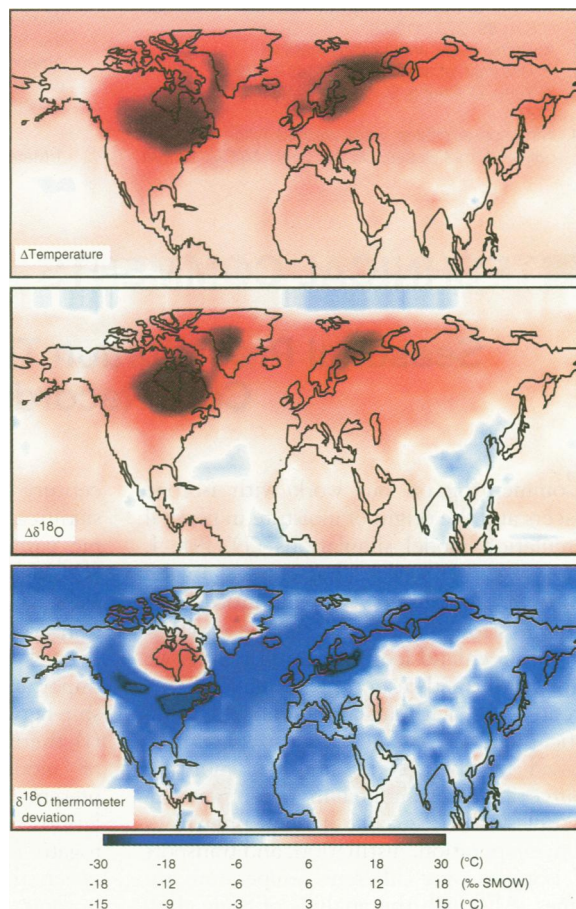 ΔTemperature
Δδ¹⁸O
δ¹⁸O thermometer
deviation
-30 -18 -6 6 18 30 (°C)
-18 -12 -6 6 12 18 (‰ SMOW)
-15 -9 -3 3 9 15 (°C)